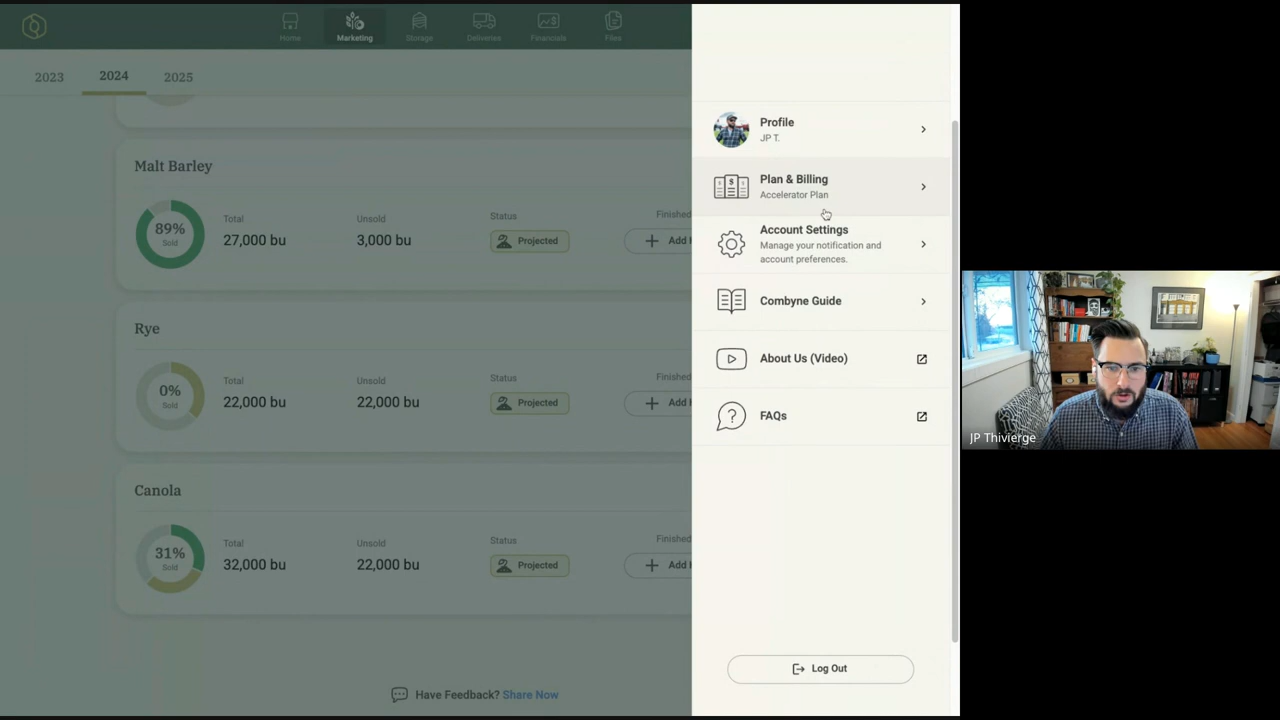 Home
Marketing
Storage
Deliveries
Financials
Files
2023
2024
2025
Malt Barley
89%
Sold
Total
27,000 bu
Unsold
3,000 bu
Status
Projected
Finished
Add
Rye
0%
Sold
Total
22,000 bu
Unsold
22,000 bu
Status
Projected
Finished
Add
Canola
31%
Sold
Total
32,000 bu
Unsold
22,000 bu
Status
Projected
Finished
Add
Have Feedback? Share Now
Profile
JP T.
Plan & Billing
Accelerator Plan
Account Settings
Manage your notification and
account preferences.
Combyne Guide
About Us (Video)
FAQs
Log Out
JP Thivierge